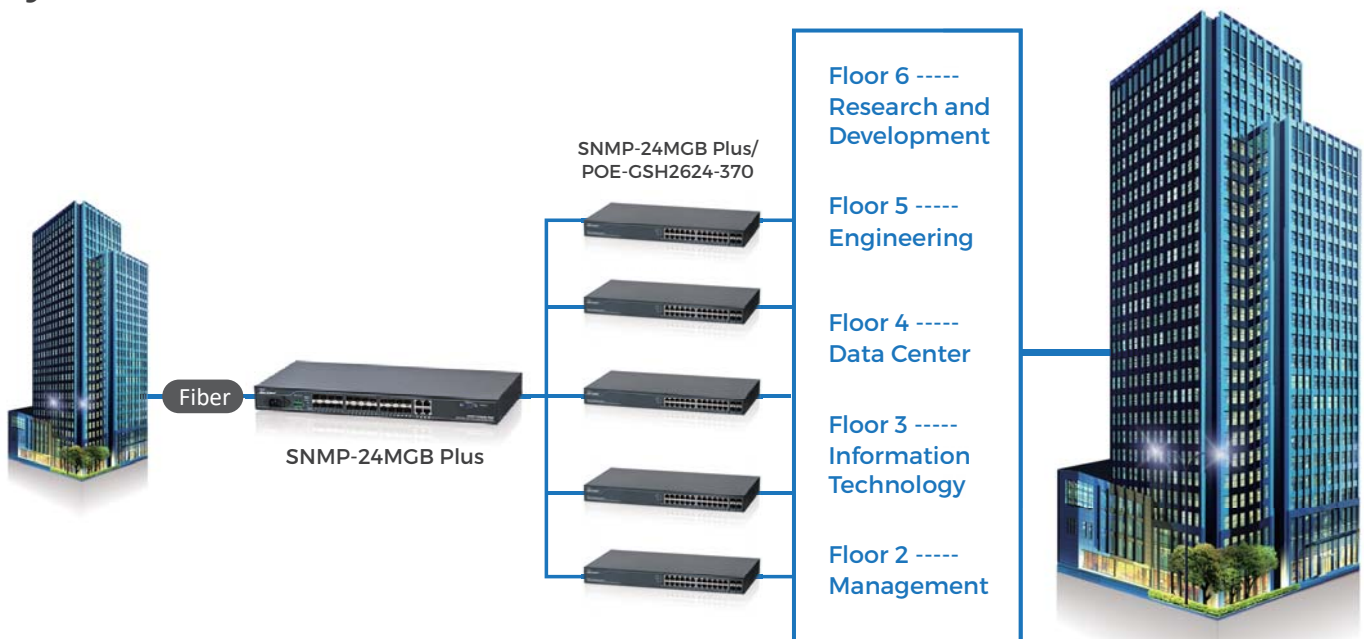 Fiber
SNMP-24MGB Plus
SNMP-24MGB Plus/
POE-GSH2624-370
Floor 6 -----
Research and
Development
Floor 5 -----
Engineering
Floor 4 -----
Data Center
Floor 3 -----
Information
Technology
Floor 2 -----
Management